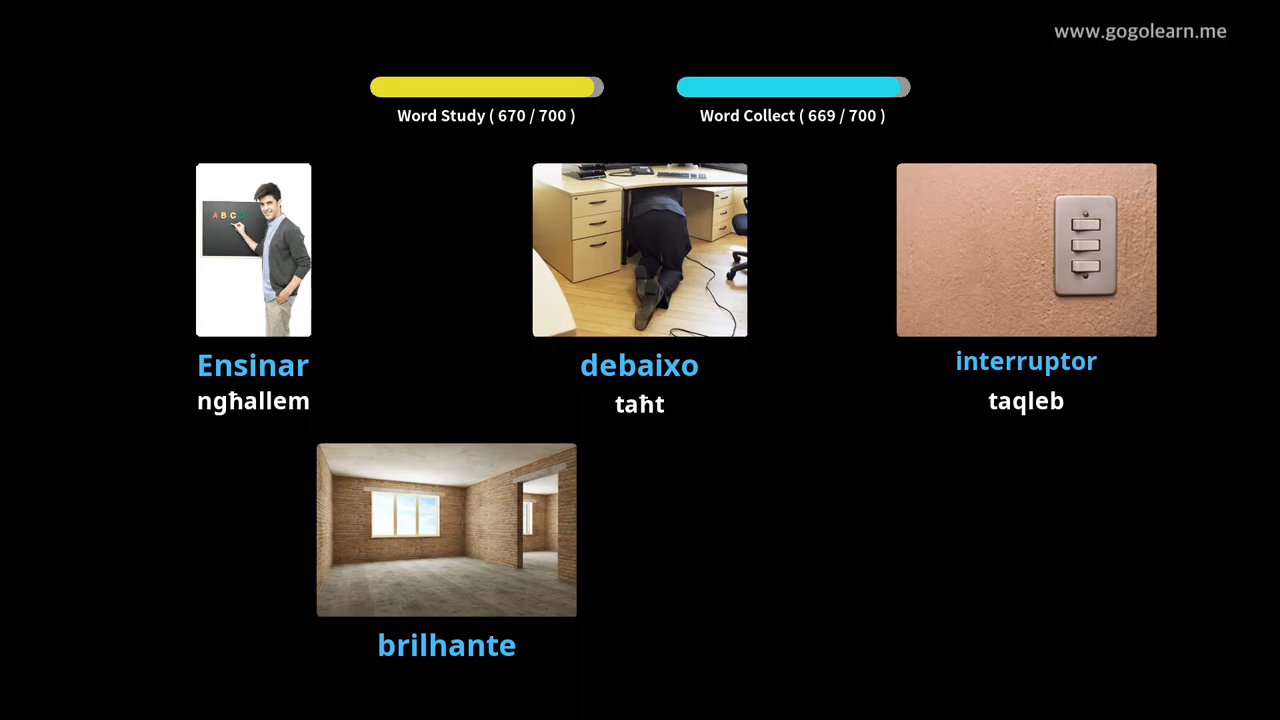 www.gogolearn.me
Word Study ( 670 / 700 )
Word Collect ( 669 / 700 )
A B C D
Ensinar
ngħallem
debaixo
taħt
interruptor
taqleb
brilhante